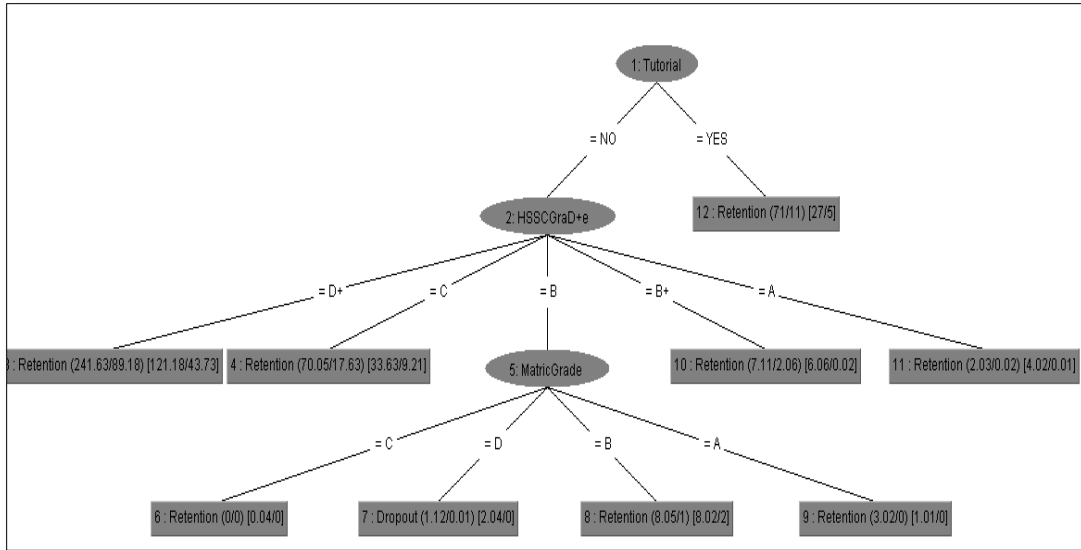 1: Tutorial
= NO
= YES
2: HSSCGraD+e
12 : Retention (71/11) [27/5]
= D+
= C
= B
= B+
= A
: Retention (241.63/89.18) [121.18/43.73]
4 : Retention (70.05/17.63) [33.63/9.21]
5: MatricGrade
10 : Retention (7.11/2.06) [6.06/0.02]
11 : Retention (2.03/0.02) [4.02/0.01]
= C
= D
= B
= A
6 : Retention (0/0) [0.04/0]
7 : Dropout (1.12/0.01) [2.04/0]
8 : Retention (8.05/1) [8.02/2]
9 : Retention (3.02/0) [1.01/0]